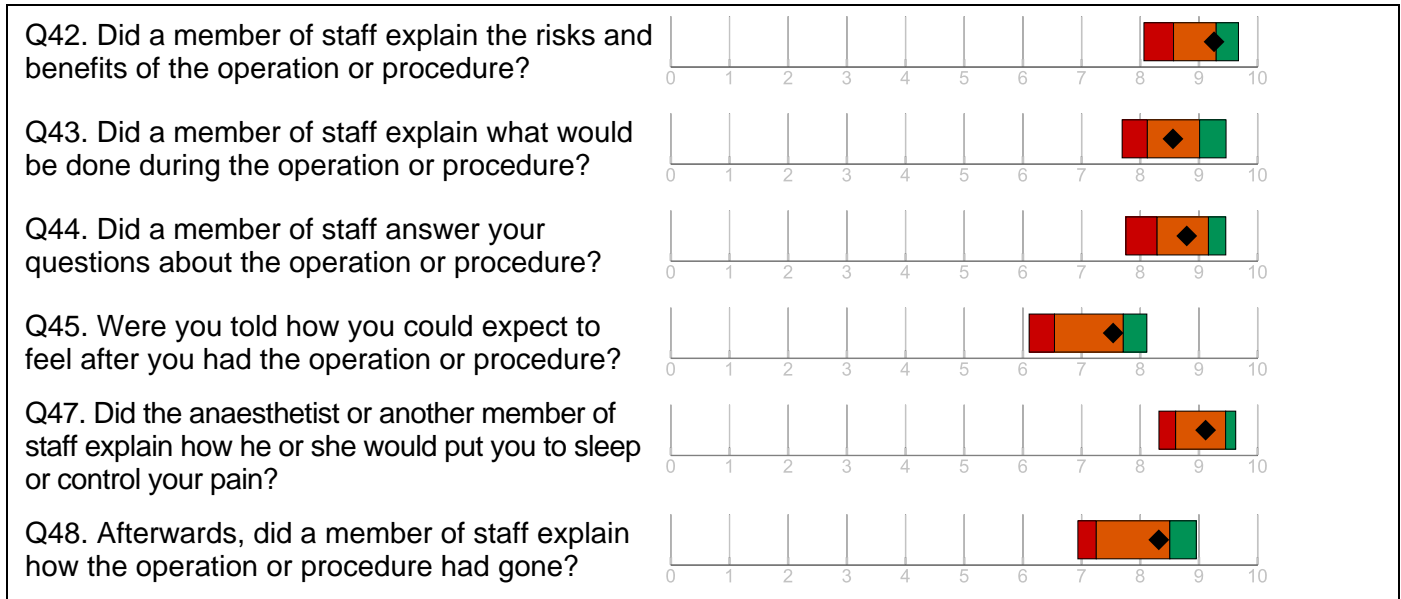 Q42. Did a member of staff explain the risks and
benefits of the operation or procedure?
0 1 2 3 4 5 6 7 8 9 10
Q43. Did a member of staff explain what would
be done during the operation or procedure?
0 1 2 3 4 5 6 7 8 9 10
Q44. Did a member of staff answer your
questions about the operation or procedure?
0 1 2 3 4 5 6 7 8 9 10
Q45. Were you told how you could expect to
feel after you had the operation or procedure?
0 1 2 3 4 5 6 7 8 9 10
Q47. Did the anaesthetist or another member of
staff explain how he or she would put you to sleep
or control your pain?
0 1 2 3 4 5 6 7 8 9 10
Q48. Afterwards, did a member of staff explain
how the operation or procedure had gone?
0 1 2 3 4 5 6 7 8 9 10